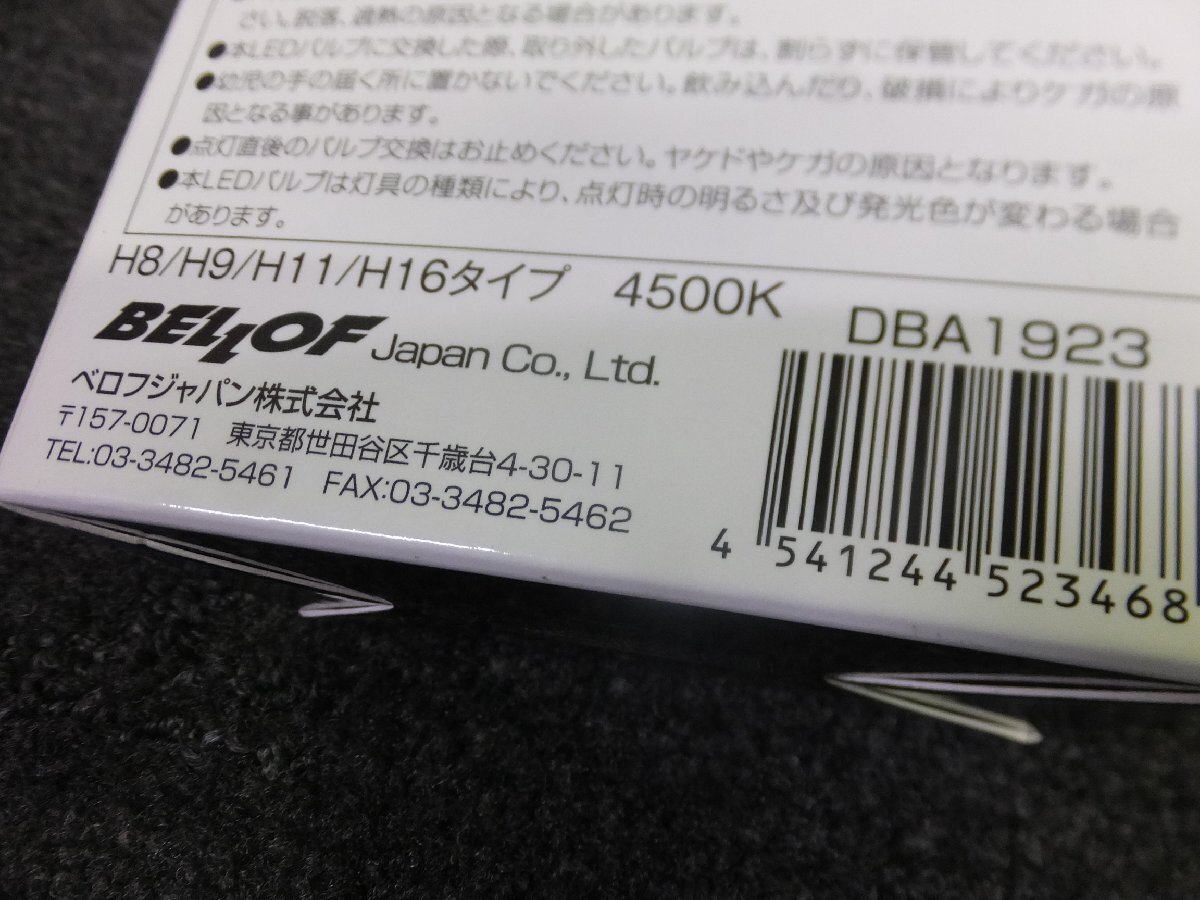 さい。脱落、過熱の原因となる場合があります。
●本LEDバルブに交換した際、取り外したバルブは、割らずに保管してください。
●幼児の手の届く所に置かないでください。飲み込んだり、破損によりケガの原
因となる事があります。
●点灯直後のバルブ交換はお止めください。ヤケドやケガの原因となります。
●本LEDバルブは灯具の種類により、点灯時の明るさ及び発光色が変わる場合
があります。
H8/H9/H11/H16タイプ 4500K
DBA1923
BELLOF Japan Co., Ltd.
ベロフジャパン株式会社
〒157-0071 東京都世田谷区千歳台4-30-11
TEL:03-3482-5461 FAX:03-3482-5462
4 541244 523468